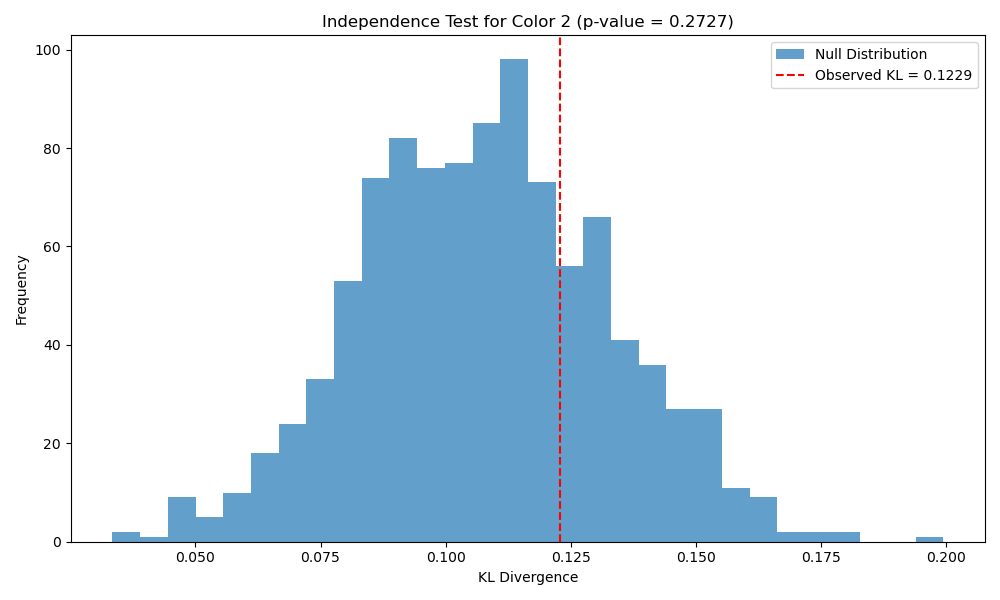 Independence Test for Color 2 (p-value = 0.2727)
Null Distribution
Observed KL = 0.1229
Frequency
100
80
60
40
20
0
0.050 0.075 0.100 0.125 0.150 0.175 0.200
KL Divergence